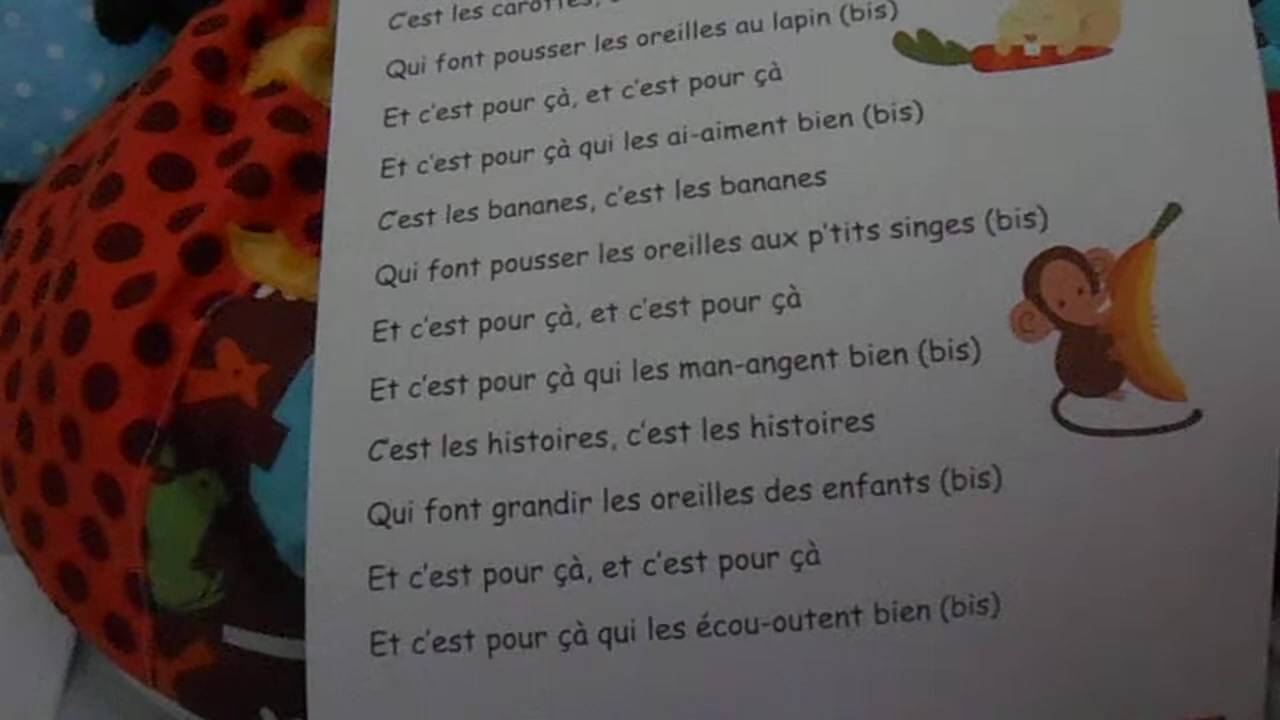 C'est les carottes,
Qui font pousser les oreilles au lapin (bis)
Et c'est pour çà, et c'est pour çà
Et c'est pour çà qui les ai-aiment bien (bis)
C'est les bananes, c'est les bananes
Qui font pousser les oreilles aux p'tits singes (bis)
Et c'est pour çà, et c'est pour çà
Et c'est pour çà qui les man-angent bien (bis)
C'est les histoires, c'est les histoires
Qui font grandir les oreilles des enfants (bis)
Et c'est pour çà, et c'est pour çà
Et c'est pour çà qui les écou-outent bien (bis)